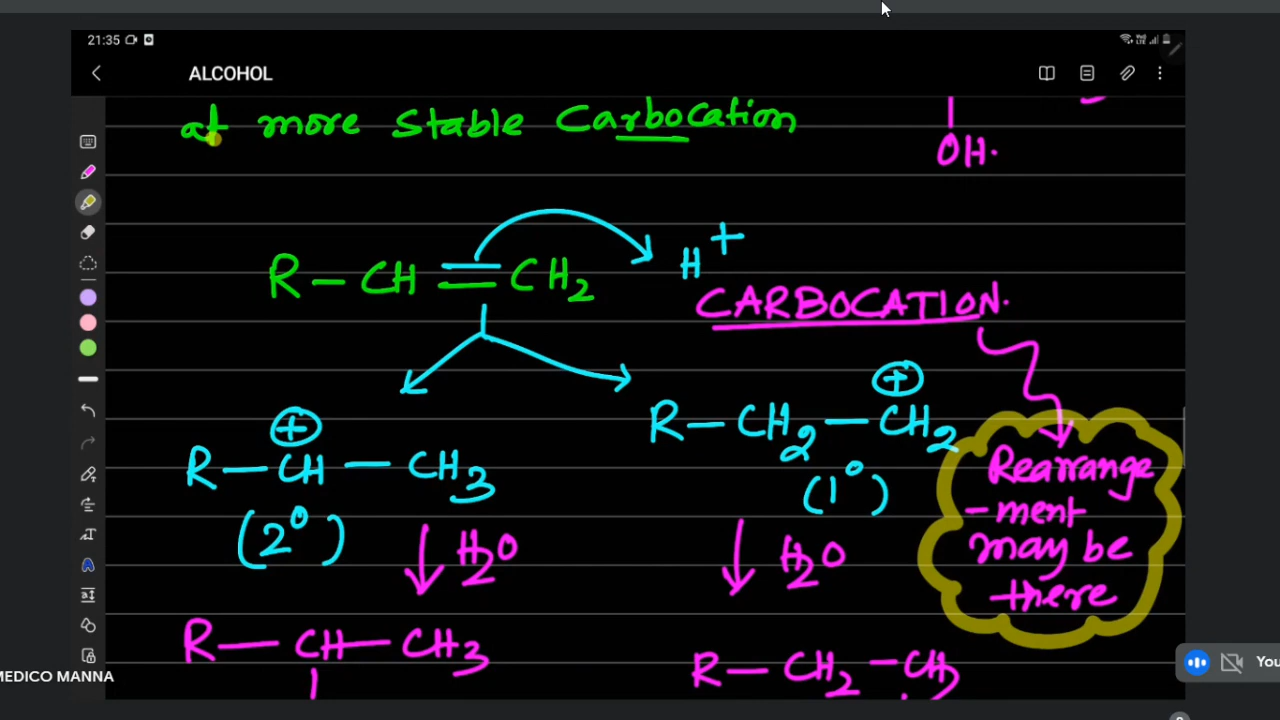 21:35
ALCOHOL
at more Stable Carbocation
OH.
R-CH=CH2 H+
CARBOCATION.
R-CH-CH3 R-CH2-CH2
(2°) (1°)
H2O H2O
Rearrange
-ment
may be
there
R-CH-CH3 R-CH2-CH
MEDICO MANNA
You